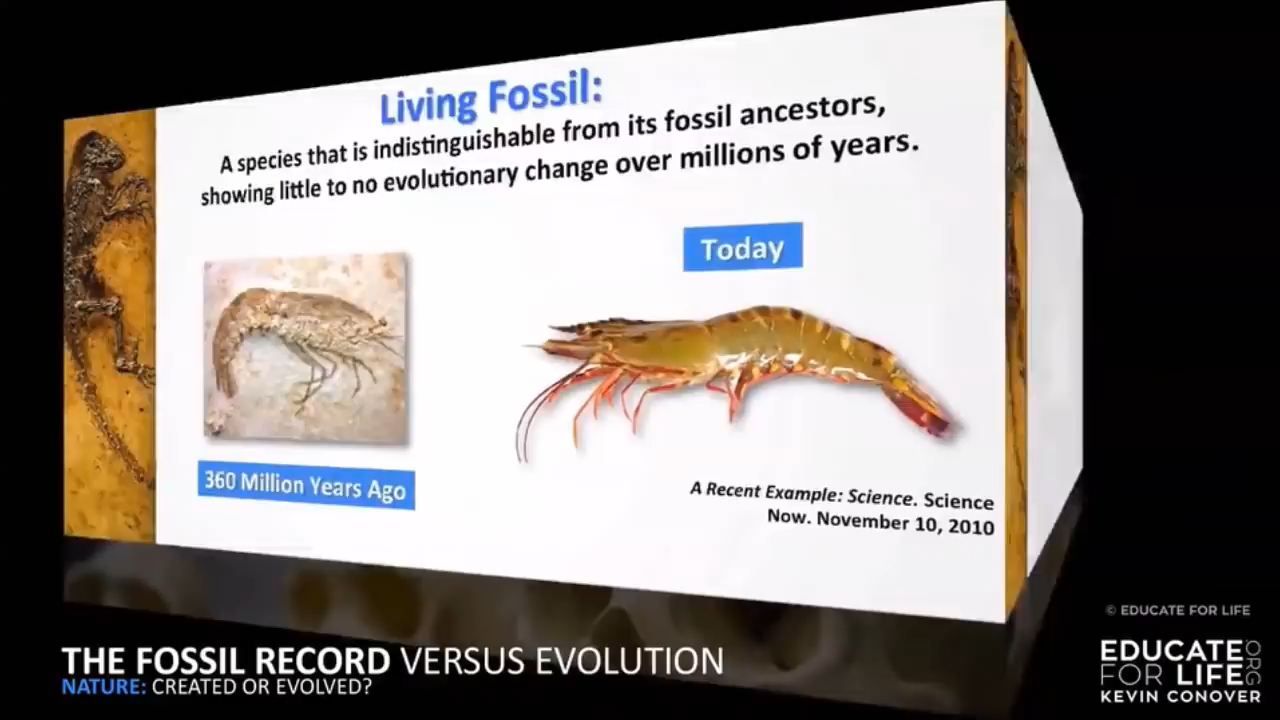 Living Fossil:
A species that is indistinguishable from its fossil ancestors,
showing little to no evolutionary change over millions of years.
Today
360 Million Years Ago
A Recent Example: Science. Science
Now. November 10, 2010
THE FOSSIL RECORD VERSUS EVOLUTION
NATURE: CREATED OR EVOLVED?
© EDUCATE FOR LIFE
EDUCATE
FOR LIFE
.ORG
KEVIN CONOVER